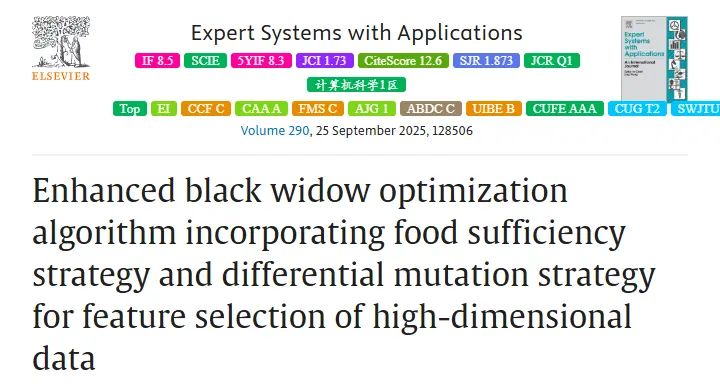 Expert Systems with Applications
IF 8.5 SCIE 5YIF 8.3 JCI 1.73 CiteScore 12.6 SJR 1.873 JCR Q1
计算机科学1区
ELSEVIER
Top EI CCF C CAA A FMS C AJG 1 ABDC C UIBE B CUFE AAA CUG T2 SWJTU
Volume 290, 25 September 2025, 128506
Enhanced black widow optimization
algorithm incorporating food sufficiency
strategy and differential mutation strategy
for feature selection of high-dimensional
data
Expert
Systems
with
Applications
An International
Journal